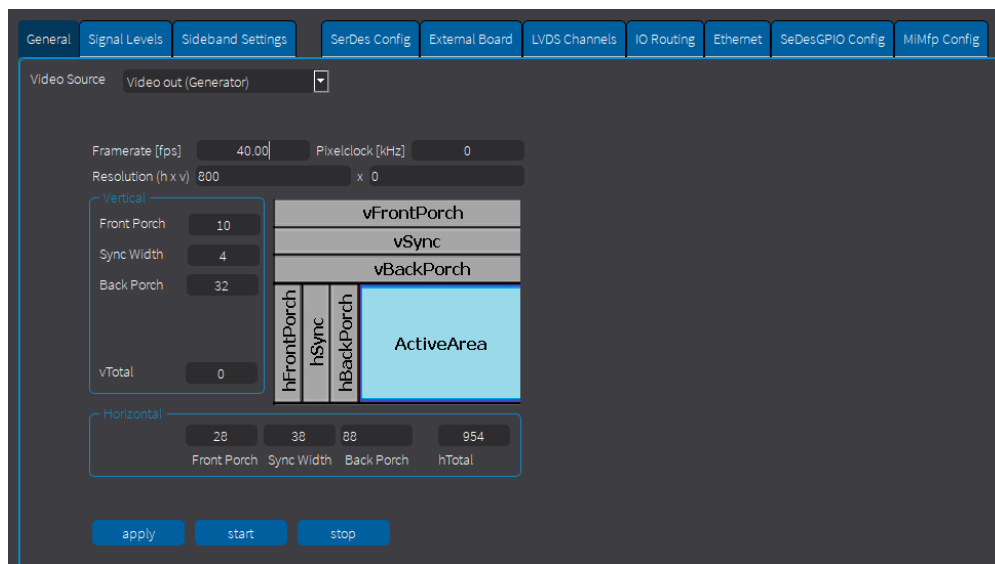 General Signal Levels Sideband Settings SerDes Config External Board LVDS Channels IO Routing Ethernet SeDesGPIO Config MiMfp Config
Video Source Video out (Generator)
Framerate [fps] 40.00 Pixelclock [kHz] 0
Resolution (h x v) 800 x 0
Vertical
Front Porch 10
Sync Width 4
Back Porch 32
vTotal 0
vFrontPorch
vSync
vBackPorch
hFrontPorch
hSync
hBackPorch
ActiveArea
Horizontal
28 38 88 954
Front Porch Sync Width Back Porch hTotal
apply start stop